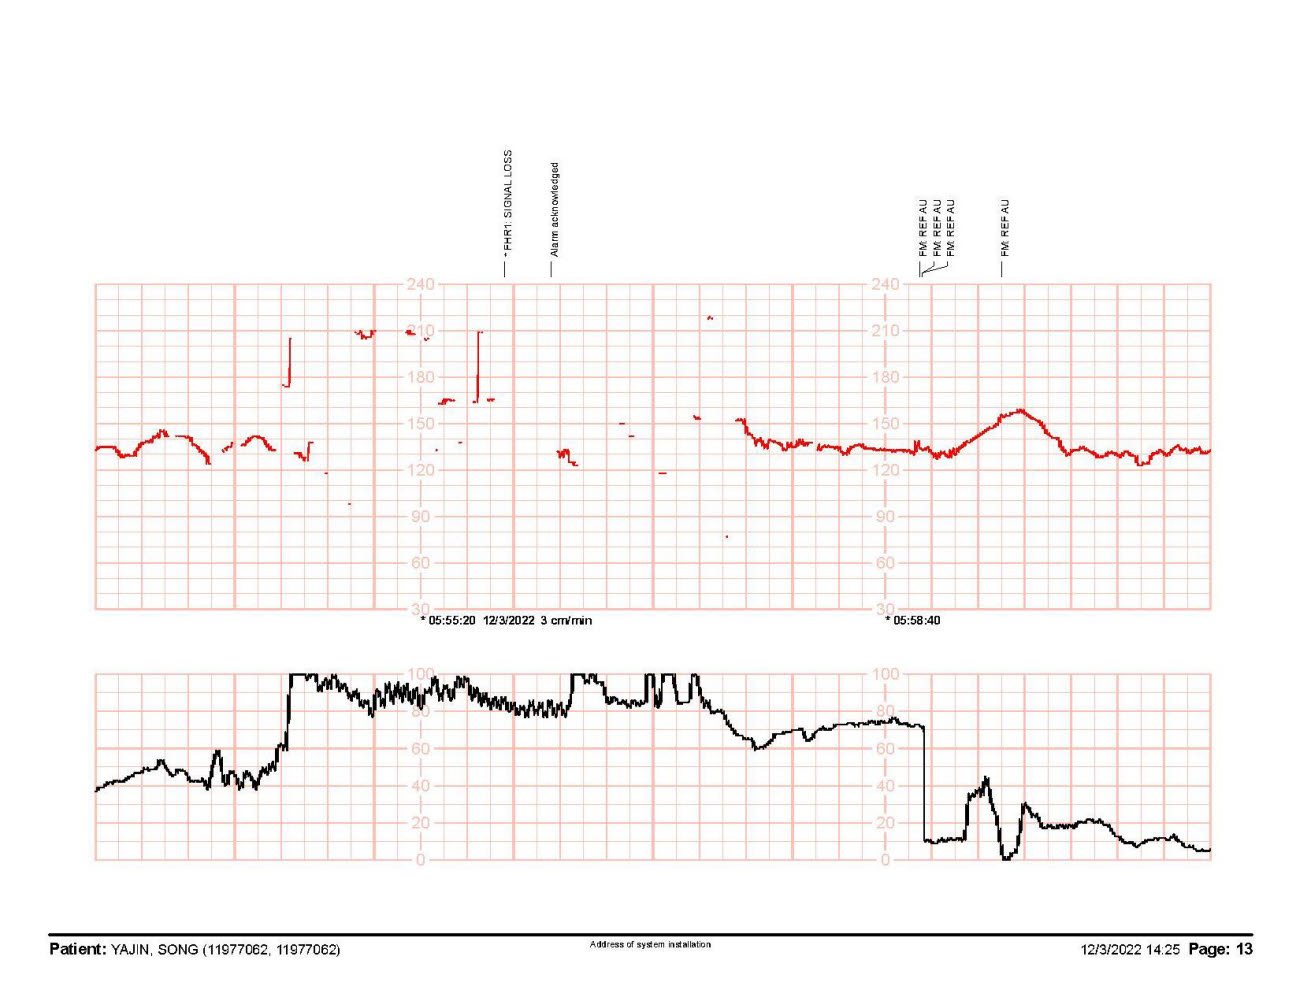 * FHR1: SIGNAL LOSS
Alarm acknowledged
FM: REF AU
FM: REF AU
FM: REF AU
FM: REF AU
240 240
210 210
180 180
150 150
120 120
90 90
60 60
30 30
* 05:55:20 12/3/2022 3 cm/min * 05:58:40
100 100
80 80
60 60
40 40
20 20
0 0
Patient: YAJIN, SONG (11977062, 11977062) Address of system installation 12/3/2022 14:25 Page: 13